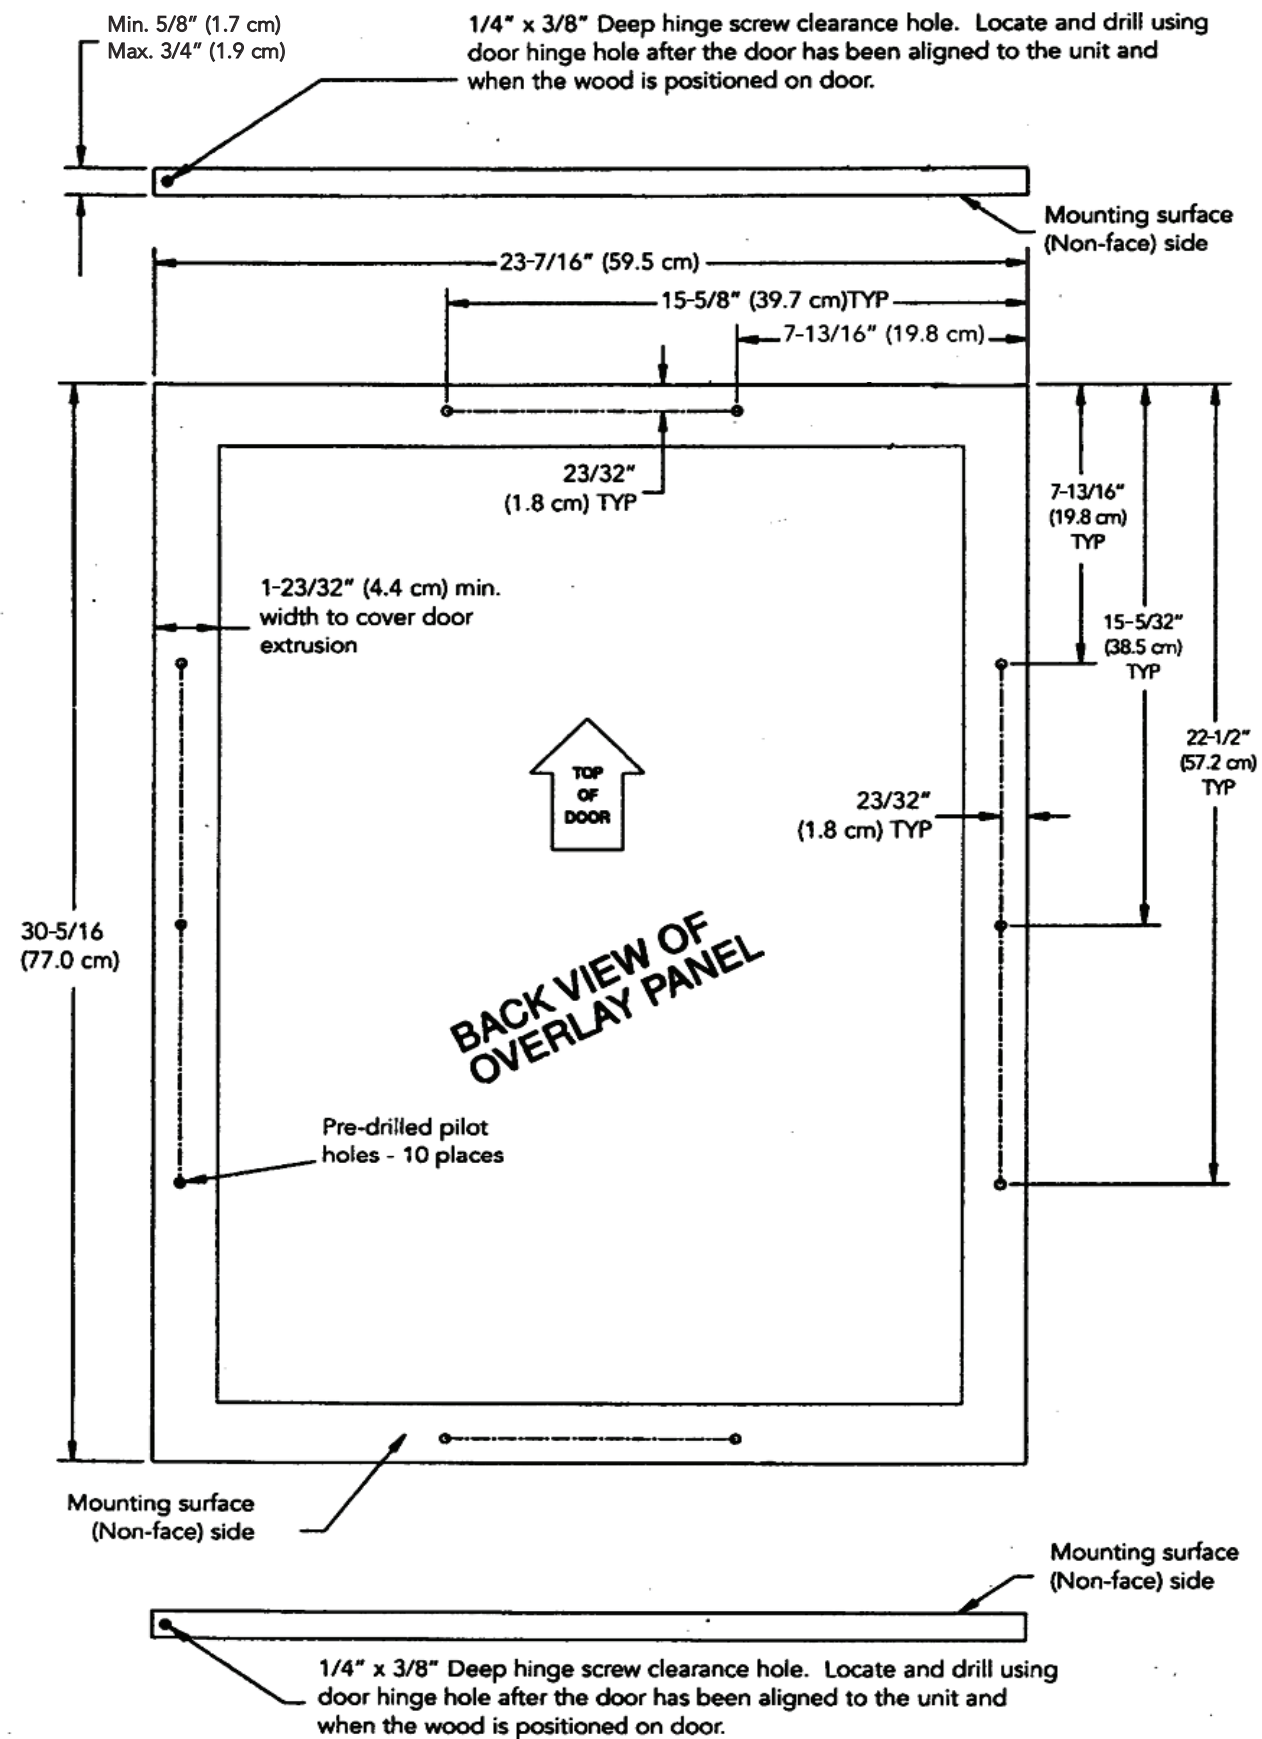 Min. 5/8" (1.7 cm)
Max. 3/4" (1.9 cm)
1/4" x 3/8" Deep hinge screw clearance hole. Locate and drill using
door hinge hole after the door has been aligned to the unit and
when the wood is positioned on door.
Mounting surface
(Non-face) side
23-7/16" (59.5 cm)
15-5/8" (39.7 cm)TYP
7-13/16" (19.8 cm)
23/32"
(1.8 cm) TYP
7-13/16"
(19.8 cm)
TYP
1-23/32" (4.4 cm) min.
width to cover door
extrusion
15-5/32"
(38.5 cm)
TYP
22-1/2"
(57.2 cm)
TYP
TOP
OF
DOOR
23/32"
(1.8 cm) TYP
30-5/16
(77.0 cm)
BACK VIEW OF
OVERLAY PANEL
Pre-drilled pilot
holes - 10 places
Mounting surface
(Non-face) side
Mounting surface
(Non-face) side
1/4" x 3/8" Deep hinge screw clearance hole. Locate and drill using
door hinge hole after the door has been aligned to the unit and
when the wood is positioned on door.